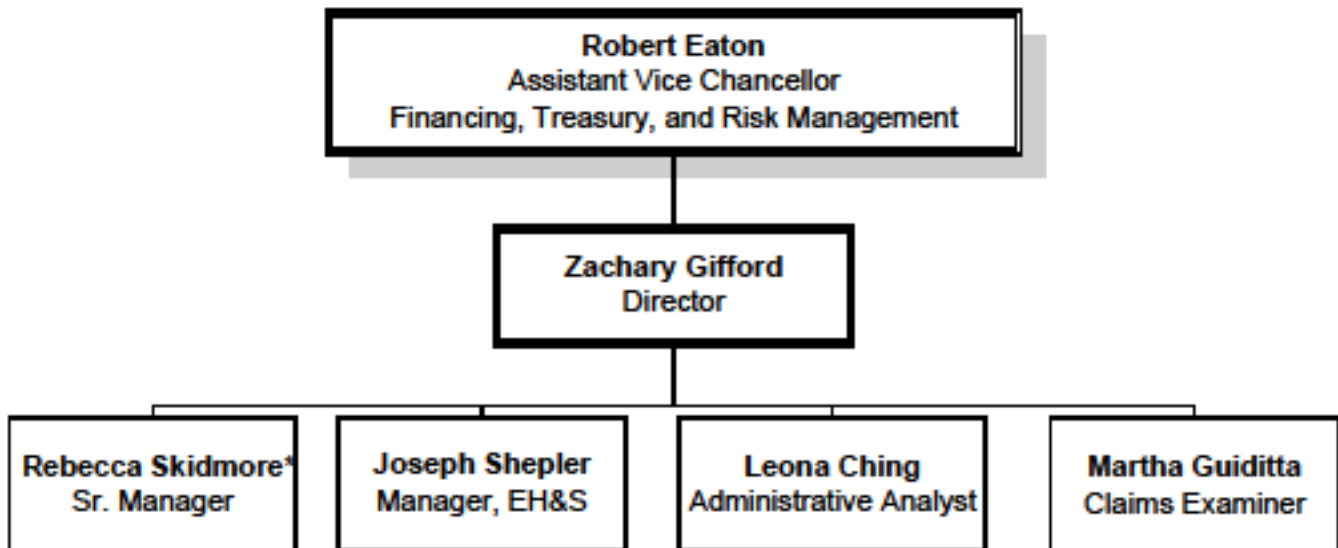 Robert Eaton
Assistant Vice Chancellor
Financing, Treasury, and Risk Management
Zachary Gifford
Director
Rebecca Skidmore*
Sr. Manager
Joseph Shepler
Manager, EH&S
Leona Ching
Administrative Analyst
Martha Guiditta
Claims Examiner